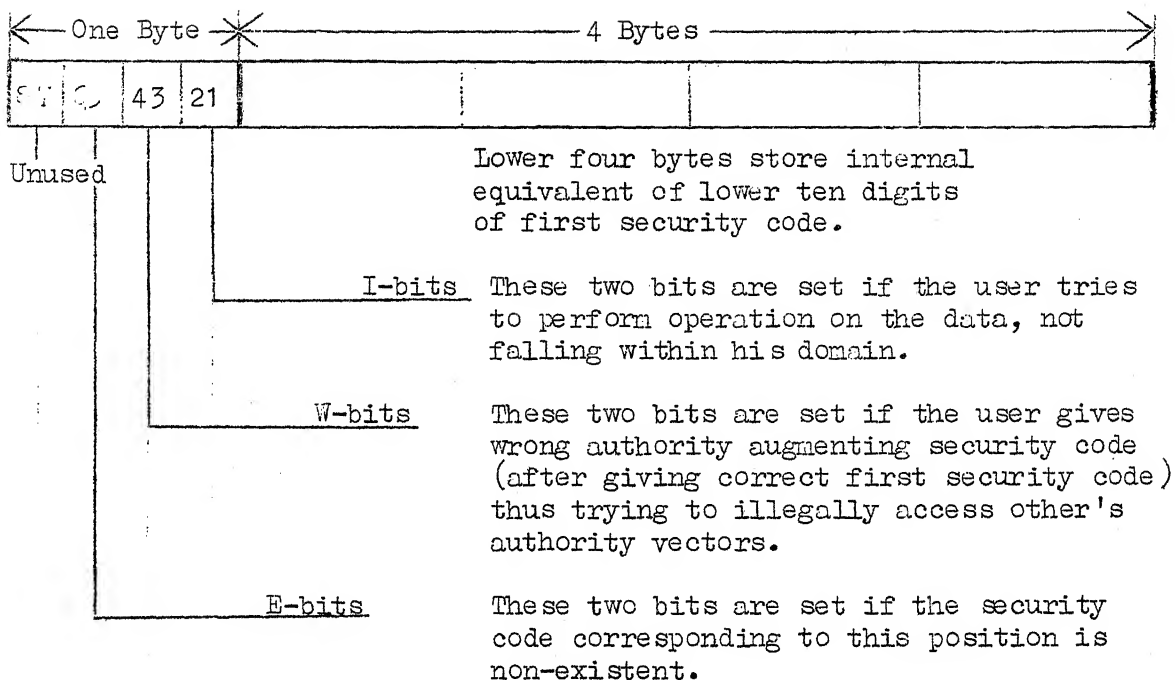 One Byte 4 Bytes
43 21
Unused
Lower four bytes store internal
equivalent of lower ten digits
of first security code.
I-bits These two bits are set if the user tries
to perform operation on the data, not
falling within his domain.
W-bits These two bits are set if the user gives
wrong authority augmenting security code
(after giving correct first security code)
thus trying to illegally access other's
authority vectors.
E-bits These two bits are set if the security
code corresponding to this position is
non-existent.